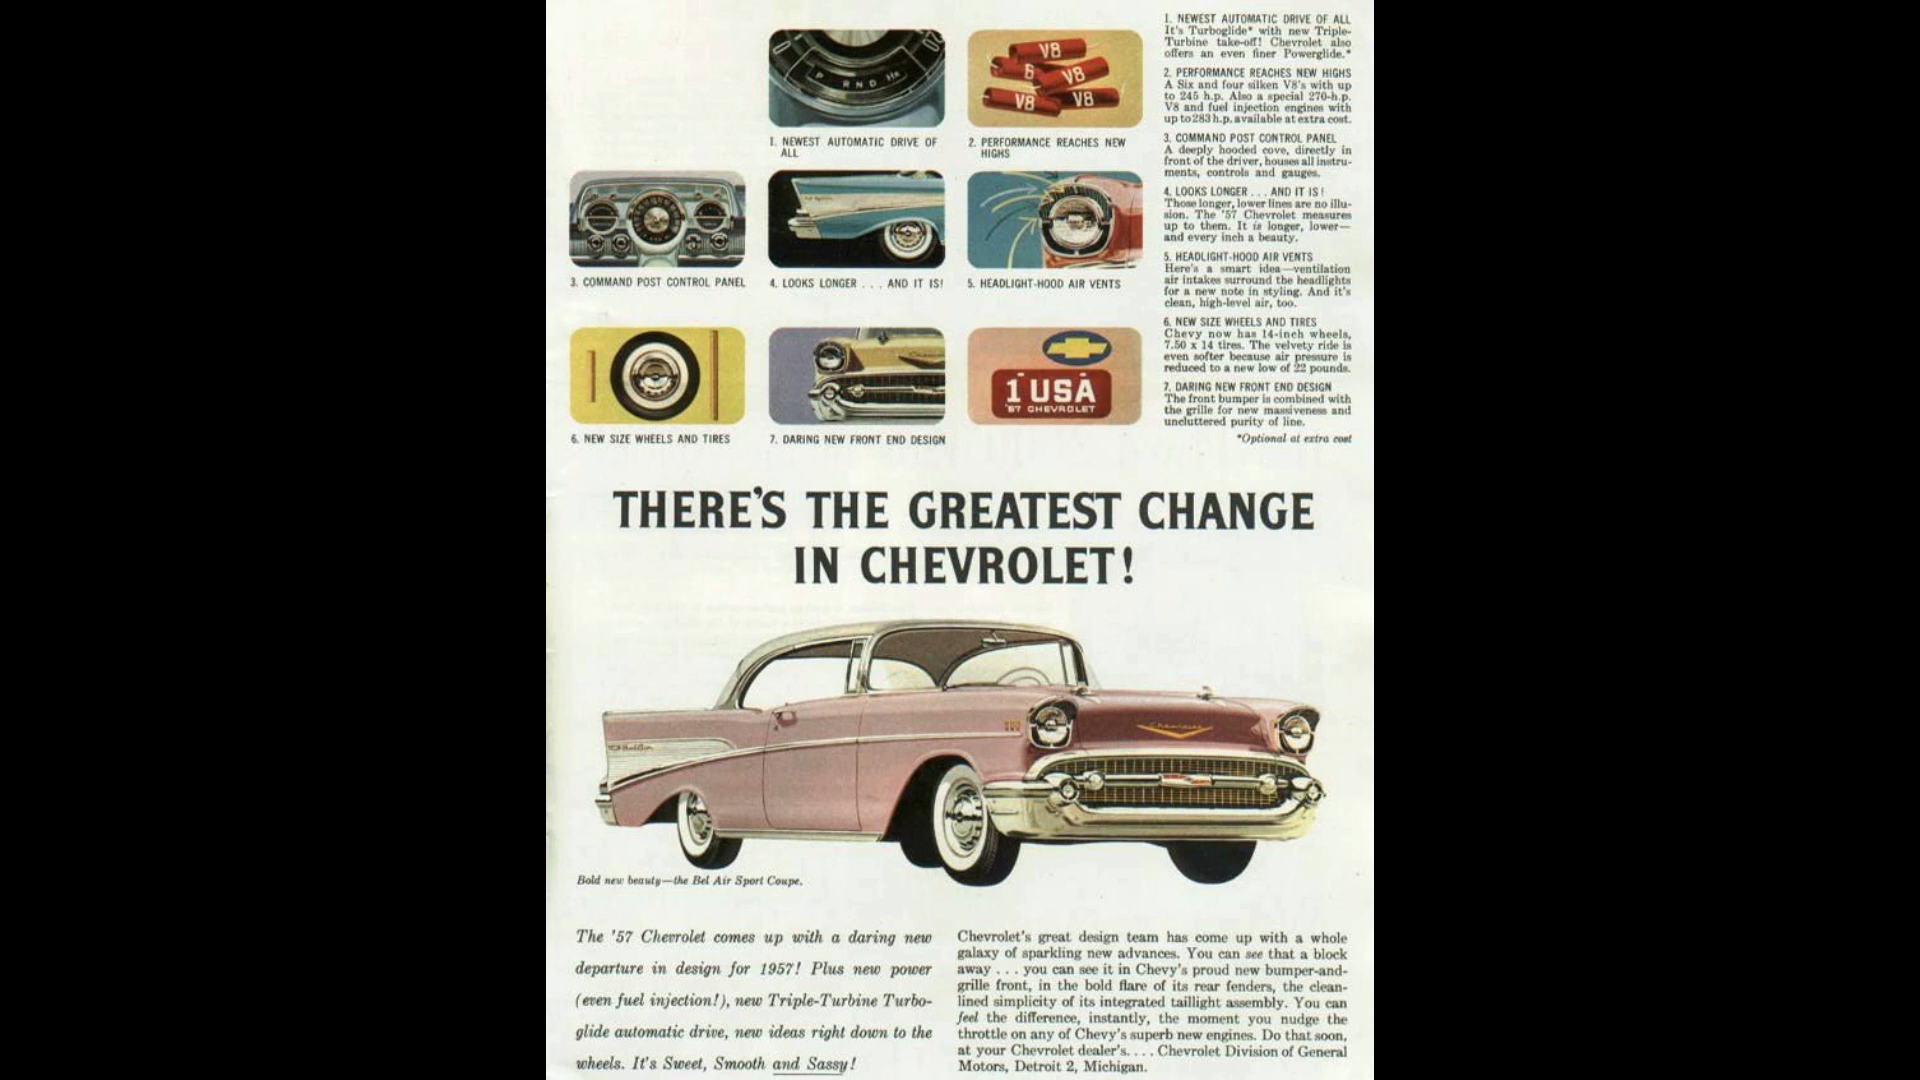 P R N D Hr
V8
6
V8
V8
V8
1. NEWEST AUTOMATIC DRIVE OF
ALL
2. PERFORMANCE REACHES NEW
HIGHS
3. COMMAND POST CONTROL PANEL
4. LOOKS LONGER . . . AND IT IS!
5. HEADLIGHT-HOOD AIR VENTS
1 USA
'57 CHEVROLET
6. NEW SIZE WHEELS AND TIRES
7. DARING NEW FRONT END DESIGN
1. NEWEST AUTOMATIC DRIVE OF ALL
It's Turboglide* with new Triple-
Turbine take-off! Chevrolet also
offers an even finer Powerglide.*
2. PERFORMANCE REACHES NEW HIGHS
A Six and four silken V8's with up
to 245 h.p. Also a special 270-h.p.
V8 and fuel injection engines with
up to 283 h.p. available at extra cost.
3. COMMAND POST CONTROL PANEL
A deeply hooded cove, directly in
front of the driver, houses all instru-
ments, controls and gauges.
4. LOOKS LONGER . . . AND IT IS!
Those longer, lower lines are no illu-
sion. The '57 Chevrolet measures
up to them. It is longer, lower—
and every inch a beauty.
5. HEADLIGHT-HOOD AIR VENTS
Here's a smart idea—ventilation
air intakes surround the headlights
for a new note in styling. And it's
clean, high-level air, too.
6. NEW SIZE WHEELS AND TIRES
Chevy now has 14-inch wheels,
7.50 x 14 tires. The velvety ride is
even softer because air pressure is
reduced to a new low of 22 pounds.
7. DARING NEW FRONT END DESIGN
The front bumper is combined with
the grille for new massiveness and
uncluttered purity of line.
*Optional at extra cost
THERE'S THE GREATEST CHANGE
IN CHEVROLET!
Chevrolet
Bel Air
Bold new beauty—the Bel Air Sport Coupe.
The '57 Chevrolet comes up with a daring new
departure in design for 1957! Plus new power
(even fuel injection!), new Triple-Turbine Turbo-
glide automatic drive, new ideas right down to the
wheels. It's Sweet, Smooth and Sassy!
Chevrolet's great design team has come up with a whole
galaxy of sparkling new advances. You can see that a block
away . . . you can see it in Chevy's proud new bumper-and-
grille front, in the bold flare of its rear fenders, the clean-
lined simplicity of its integrated taillight assembly. You can
feel the difference, instantly, the moment you nudge the
throttle on any of Chevy's superb new engines. Do that soon,
at your Chevrolet dealer's. . . . Chevrolet Division of General
Motors, Detroit 2, Michigan.